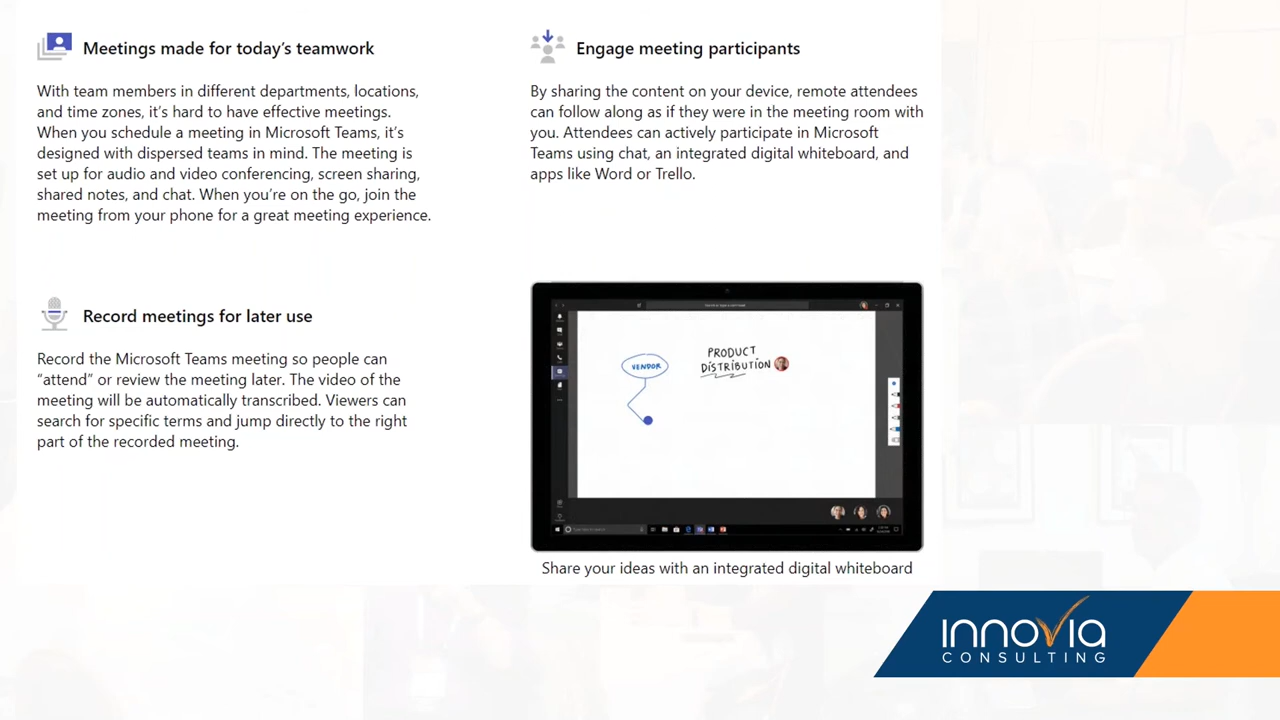 Meetings made for today's teamwork
With team members in different departments, locations,
and time zones, it's hard to have effective meetings.
When you schedule a meeting in Microsoft Teams, it's
designed with dispersed teams in mind. The meeting is
set up for audio and video conferencing, screen sharing,
shared notes, and chat. When you're on the go, join the
meeting from your phone for a great meeting experience.
Record meetings for later use
Record the Microsoft Teams meeting so people can
“attend” or review the meeting later. The video of the
meeting will be automatically transcribed. Viewers can
search for specific terms and jump directly to the right
part of the recorded meeting.
Engage meeting participants
By sharing the content on your device, remote attendees
can follow along as if they were in the meeting room with
you. Attendees can actively participate in Microsoft
Teams using chat, an integrated digital whiteboard, and
apps like Word or Trello.
VENDOR
PRODUCT
DISTRIBUTION
Share your ideas with an integrated digital whiteboard
INNOVIA
CONSULTING